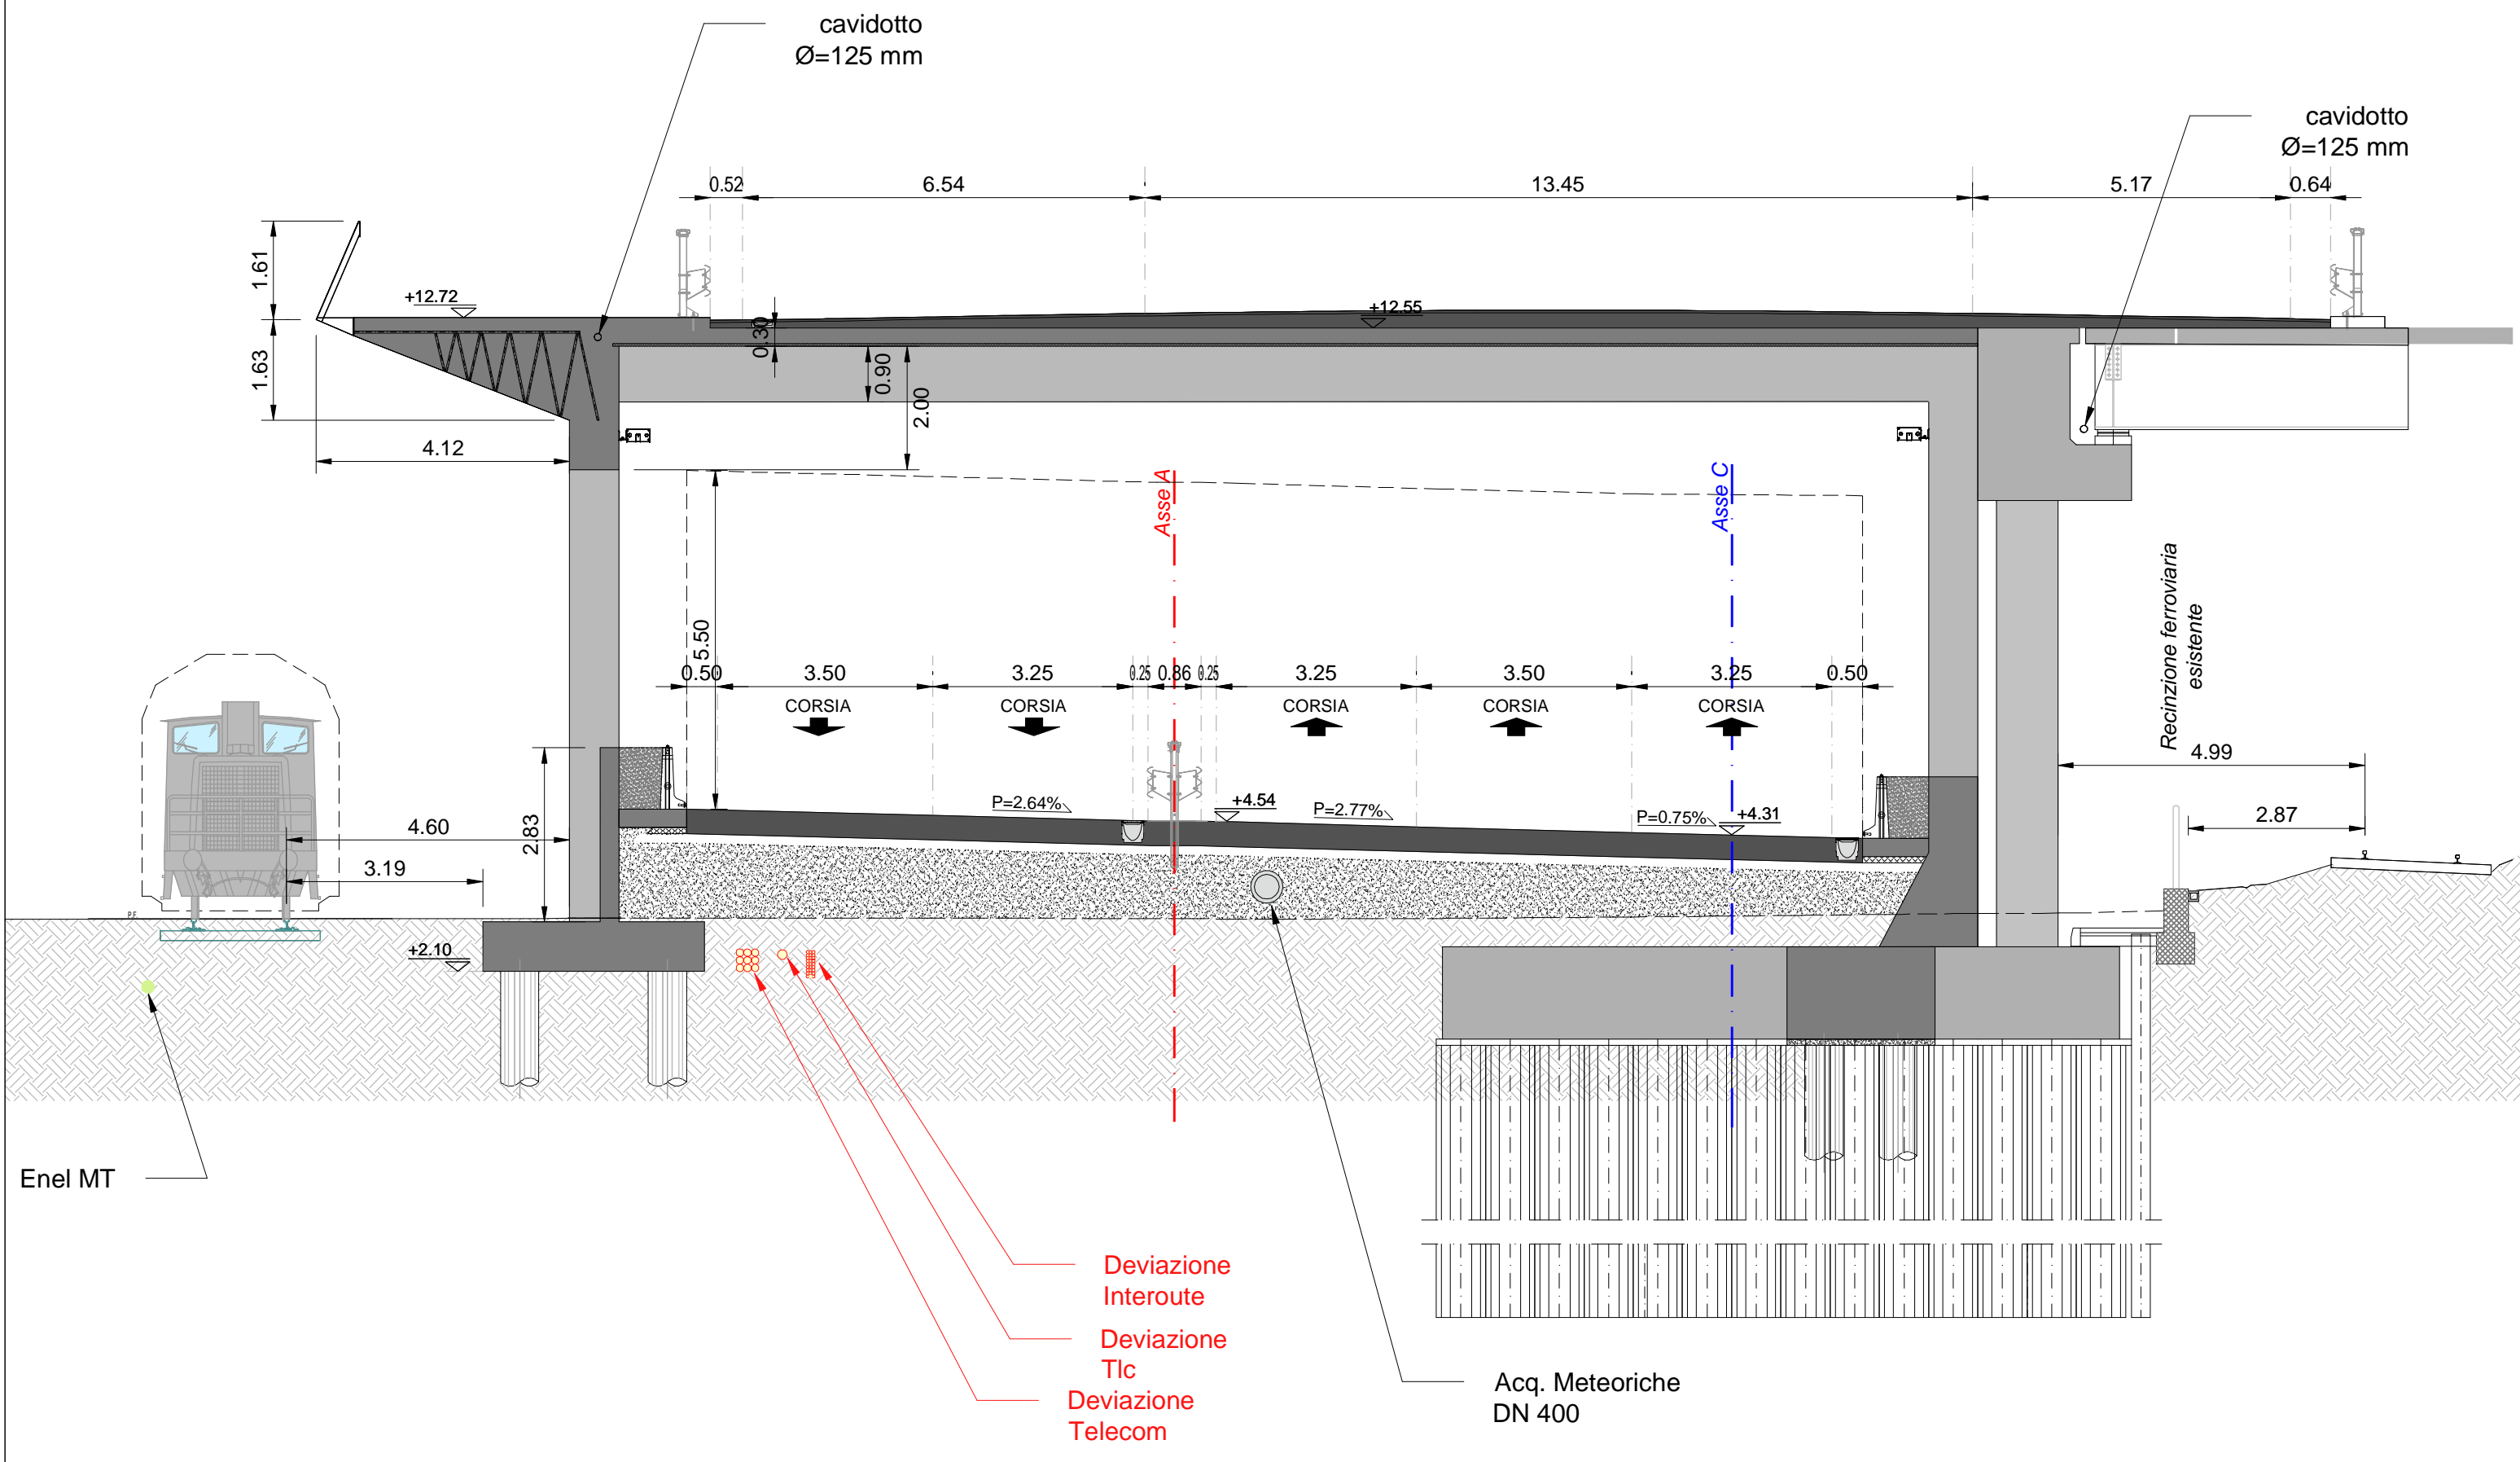 cavidotto
Ø=125 mm
cavidotto
Ø=125 mm
0.52
6.54
13.45
5.17
0.64
1.61
+12.72
+12.55
0.30
1.63
0.90
2.00
4.12
Asse A
Asse C
Recinzione ferroviaria
esistente
5.50
0.50
3.50
3.25
0.25
0.86
0.25
3.25
3.50
3.25
0.50
CORSIA
CORSIA
CORSIA
CORSIA
CORSIA
4.99
P=2.64%
+4.54
P=2.77%
P=0.75%
+4.31
2.83
4.60
2.87
3.19
P.F.
+2.10
Enel MT
Deviazione
Interoute
Deviazione
Tlc
Deviazione
Telecom
Acq. Meteoriche
DN 400